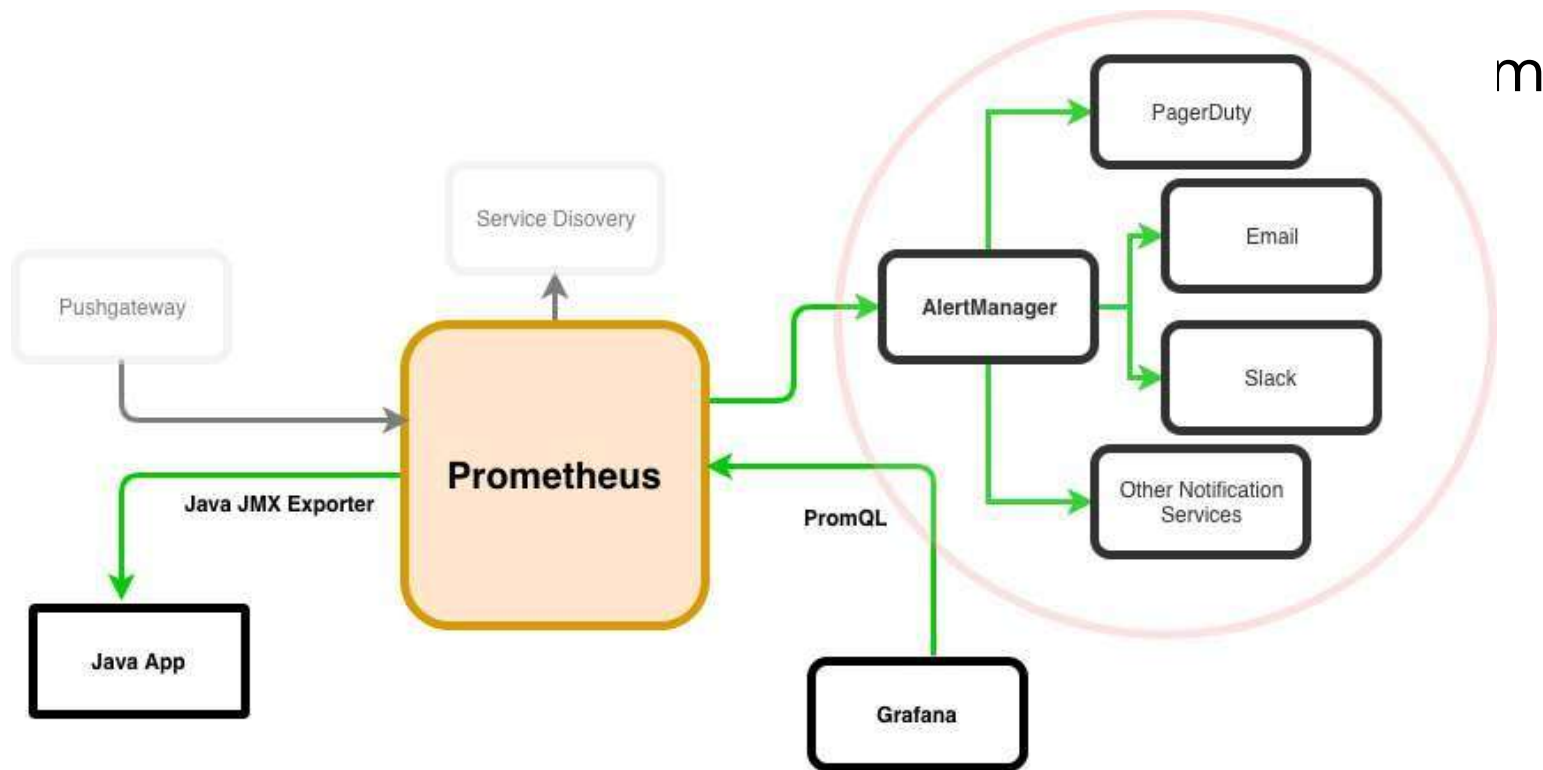 m
PagerDuty
Service Disovery
Email
Pushgateway
AlertManager
Slack
Prometheus
Java JMX Exporter
PromQL
Other Notification
Services
Java App
Grafana